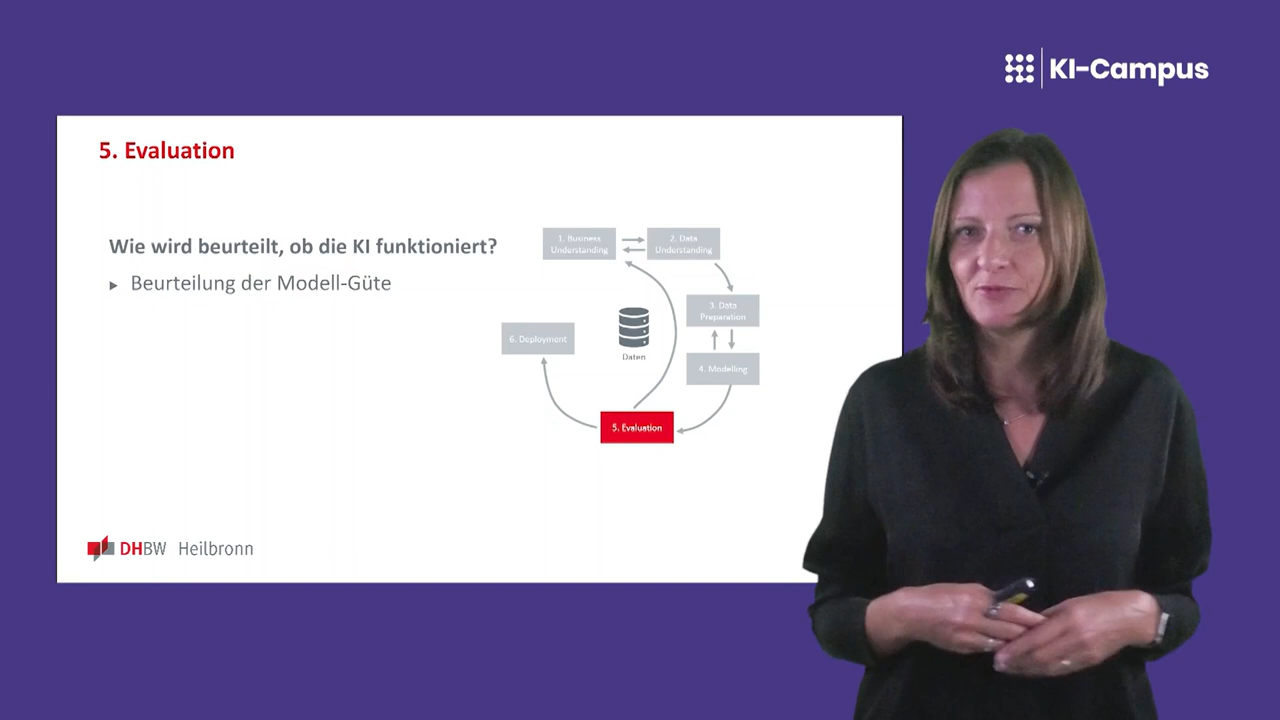 KI-Campus
5. Evaluation
Wie wird beurteilt, ob die KI funktioniert?
▸ Beurteilung der Modell-Güte
1. Business
Understanding
2. Data
Understanding
3. Data
Preparation
4. Modelling
5. Evaluation
6. Deployment
Daten
DHBW Heilbronn